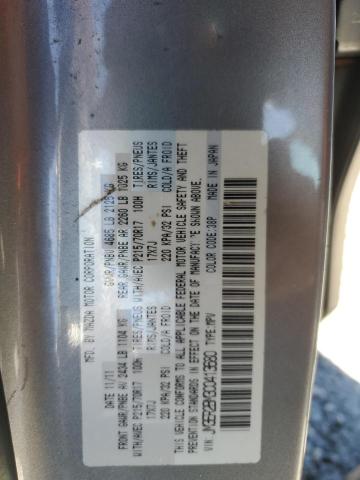 MFD. BY: MAZDA MOTOR CORPORATION
11/11 GVWR/PNBV 4685 LB 2125 KG
FRONT GAWR/PNBE AV 2434 LB 1104 KG REAR GAWR/PNBE AR 2260 LB 1025 KG
WITH/AVEC P215/70R17 100H TIRES/PNEUS WITH/AVEC P215/70R17 100H TIRES/PNEUS
17X7J RIMS/JANTES 17X7J RIMS/JANTES
220 KPA/32 PSI COLD/A FROID 220 KPA/32 PSI COLD/A FROID
THIS VEHICLE CONFORMS TO ALL APPLICABLE FEDERAL MOTOR VEHICLE SAFETY AND THEFT
PREVENTION STANDARDS IN EFFECT ON THE DATE OF MANUFACTURE SHOWN ABOVE.
VIN: TYPE:MPV COLOR CODE:38P MADE IN JAPAN